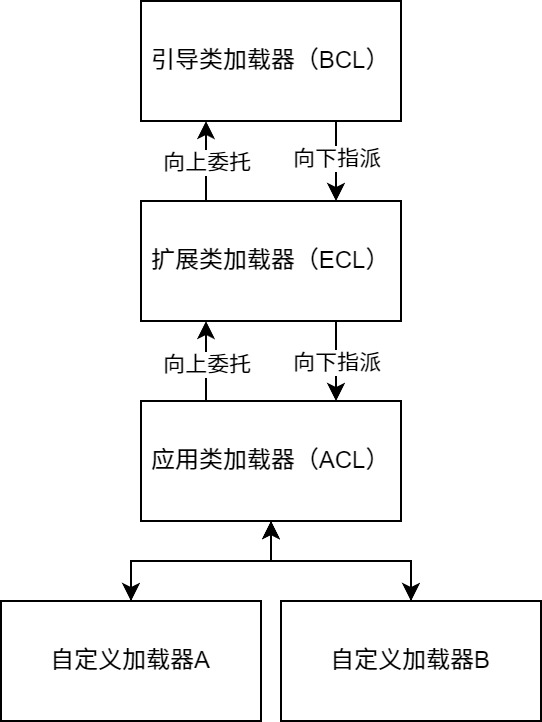 引导类加载器（BCL）
向上委托
向下指派
扩展类加载器（ECL）
向上委托
向下指派
应用类加载器（ACL）
自定义加载器A
自定义加载器B